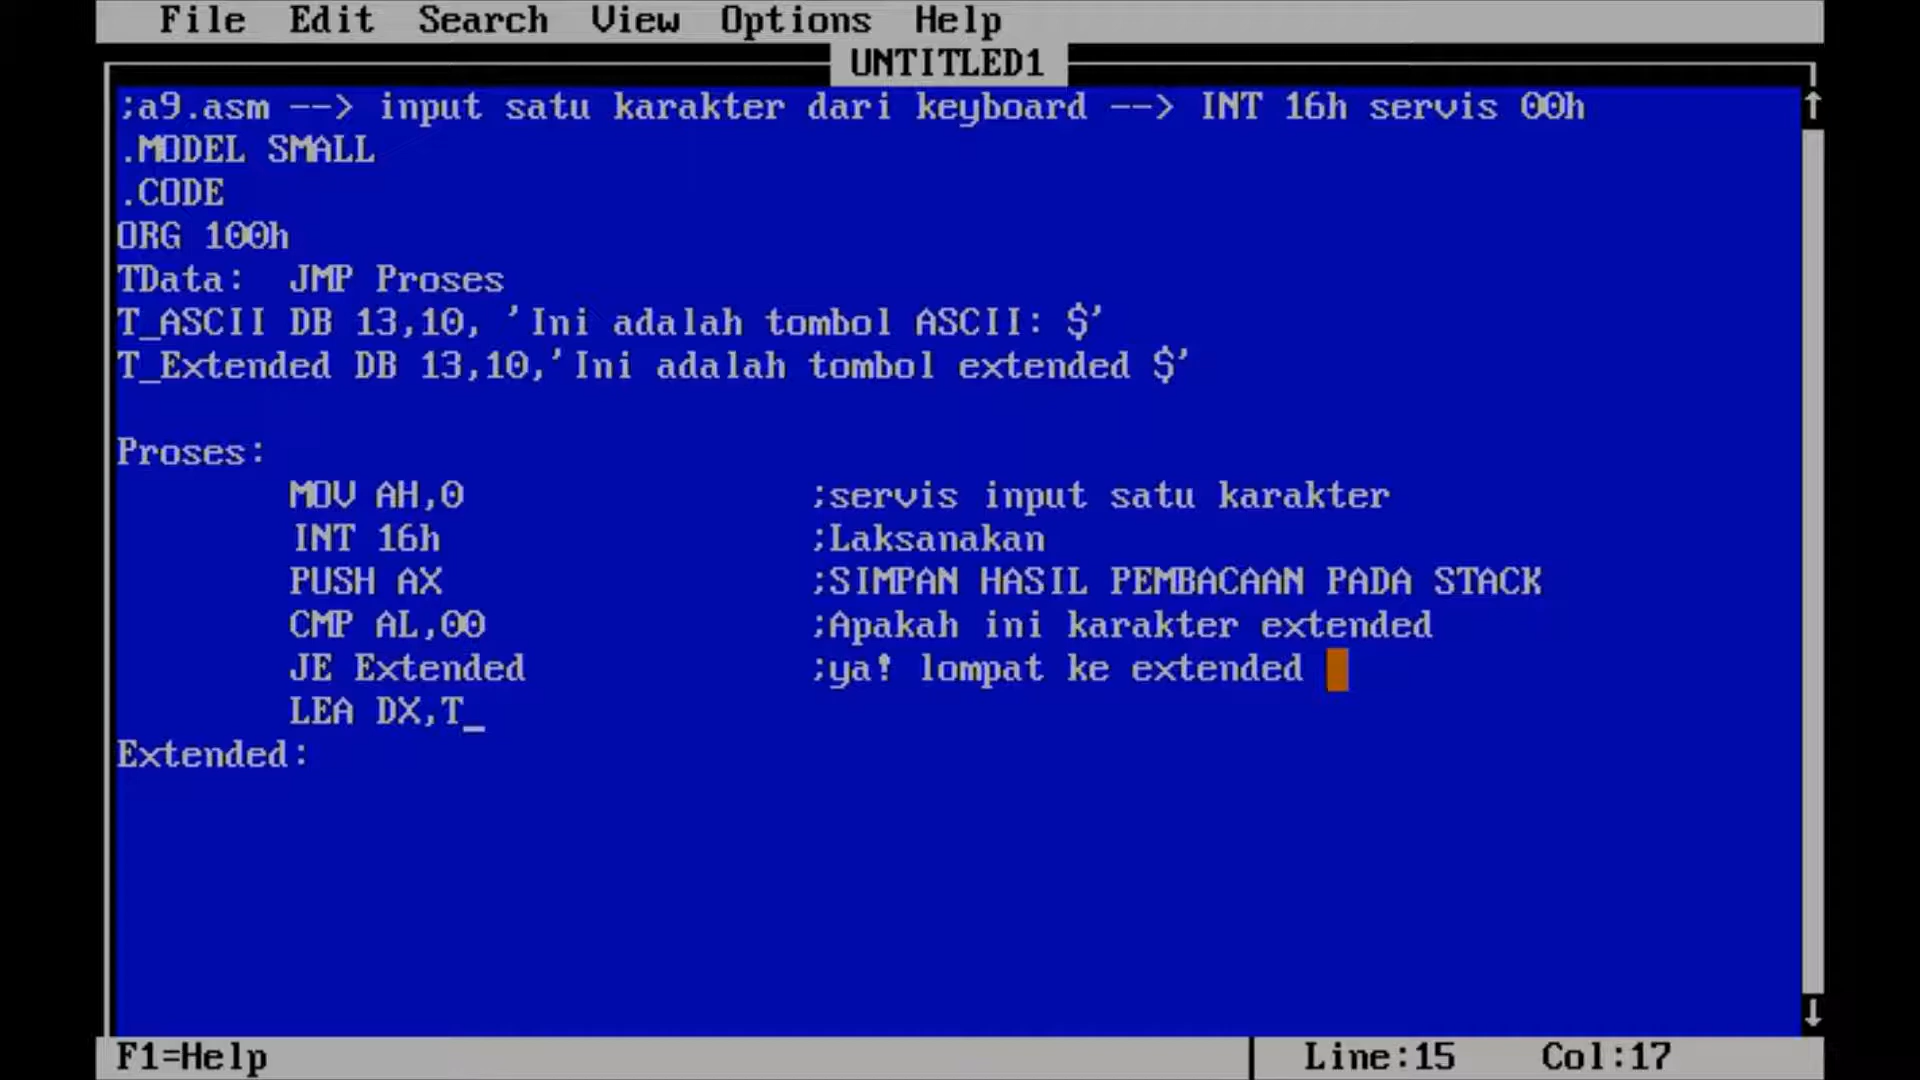 File Edit Search View Options Help
UNTITLED1
;a9.asm --> input satu karakter dari keyboard --> INT 16h servis 00h
.MODEL SMALL
.CODE
ORG 100h
TData:  JMP Proses
T_ASCII DB 13,10, 'Ini adalah tombol ASCII: $'
T_Extended DB 13,10,'Ini adalah tombol extended $'
Proses:
MOV AH,0 ;servis input satu karakter
INT 16h ;Laksanakan
PUSH AX ;SIMPAN HASIL PEMBACAAN PADA STACK
CMP AL,00 ;Apakah ini karakter extended
JE Extended ;ya! lompat ke extended
LEA DX,T_
Extended:
F1=Help Line:15 Col:17